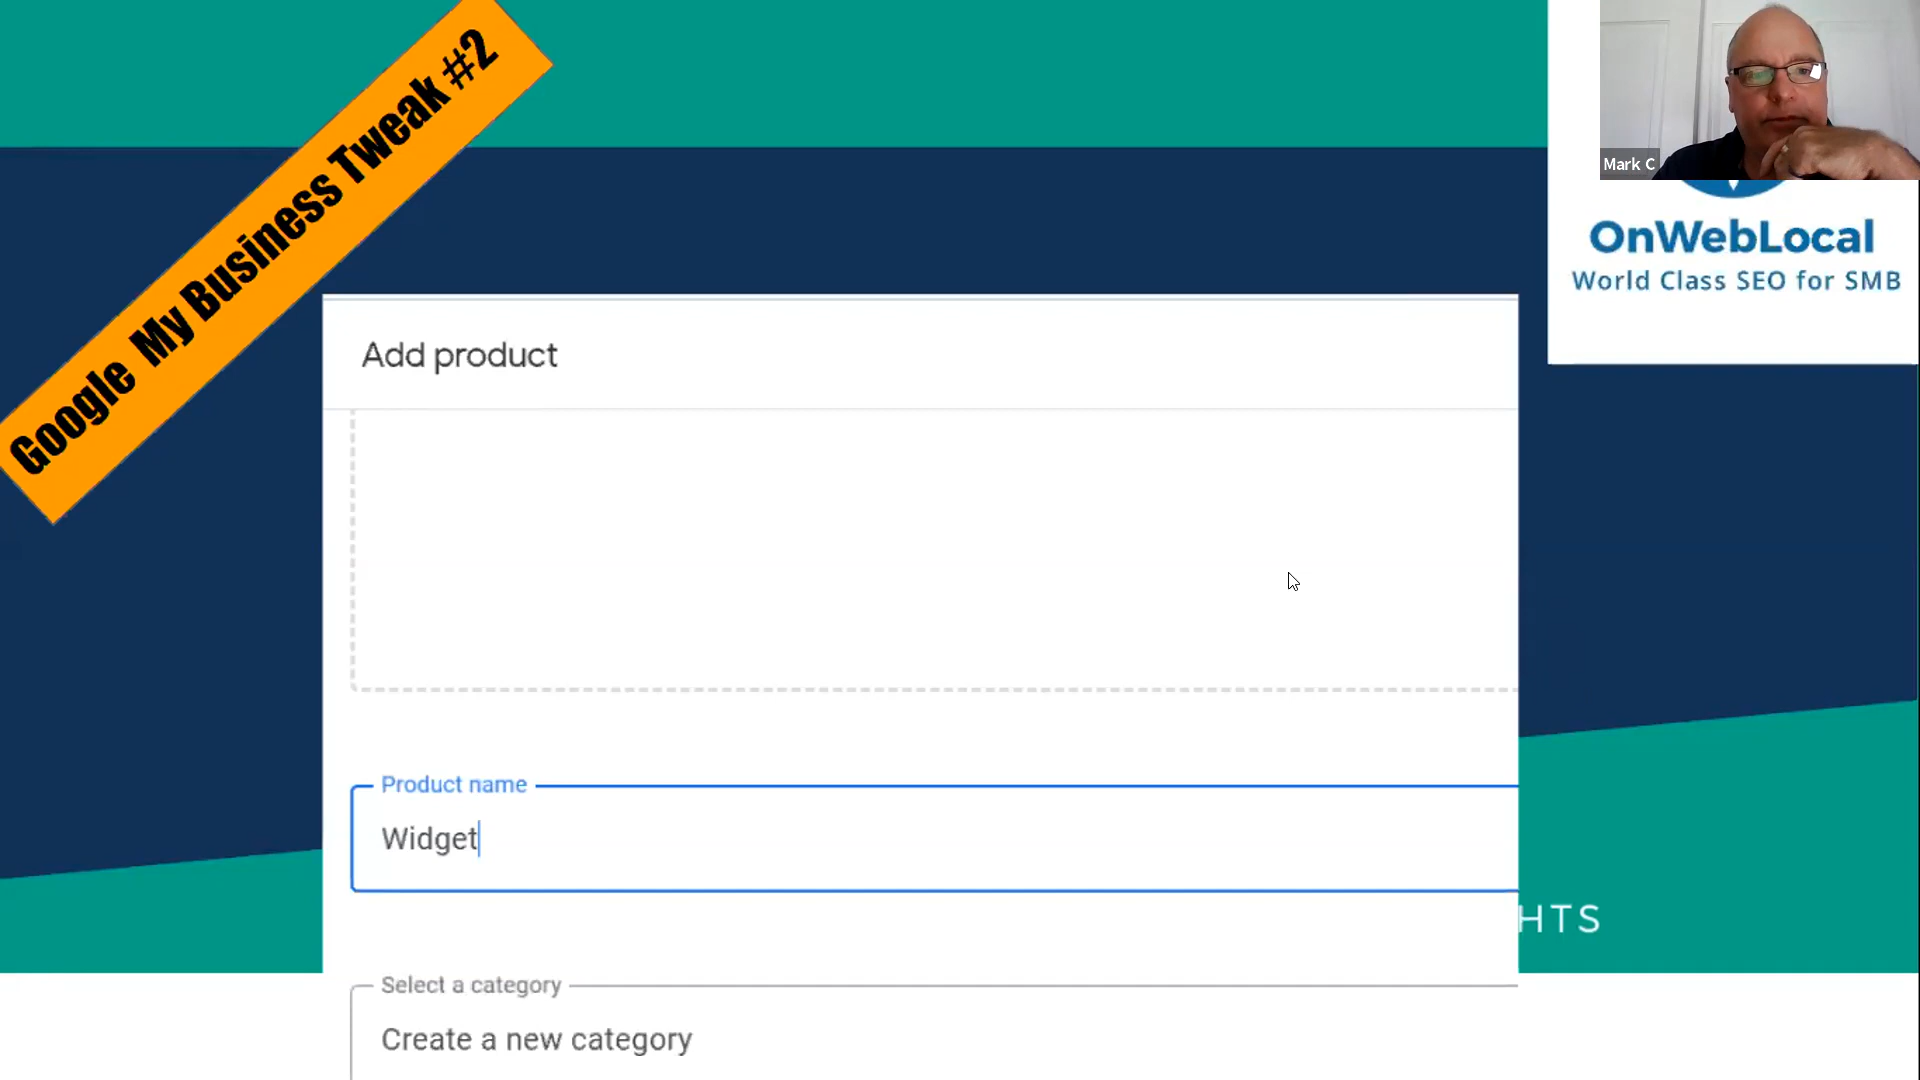 Google My Business Tweak #2
Mark C
OnWebLocal
World Class SEO for SMB
Add product
Product name
Widget
HTS
Select a category
Create a new category